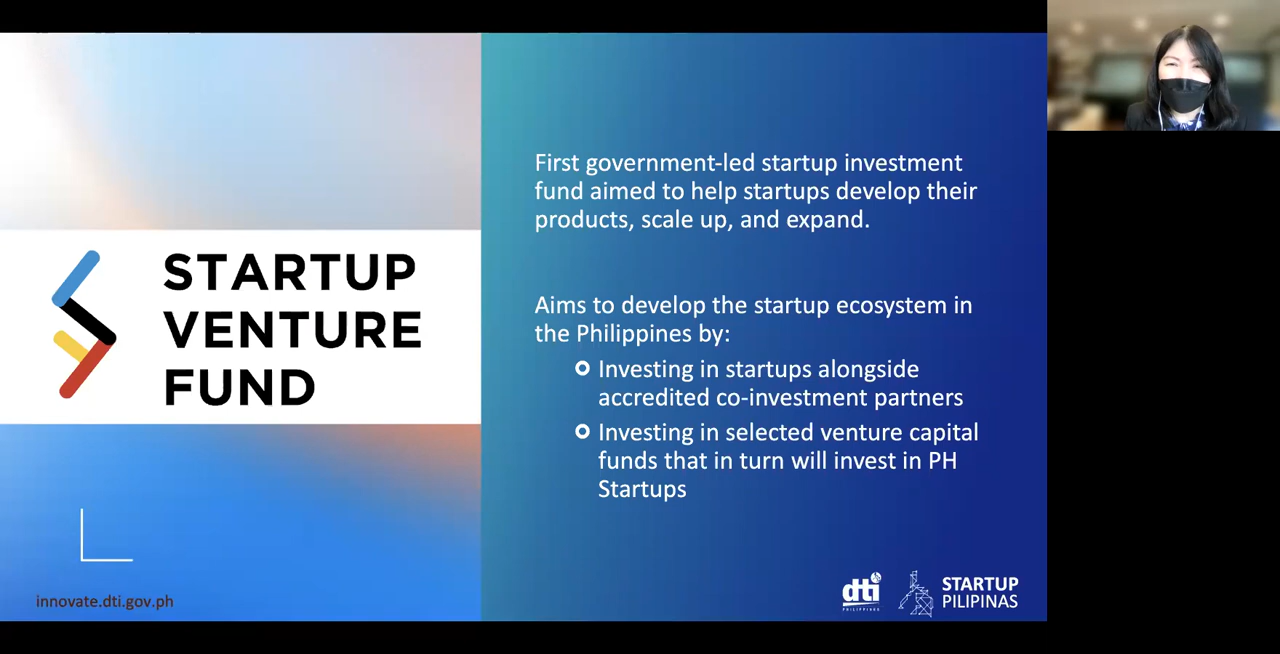 STARTUP
VENTURE
FUND
innovate.dti.gov.ph
First government-led startup investment
fund aimed to help startups develop their
products, scale up, and expand.
Aims to develop the startup ecosystem in
the Philippines by:
Investing in startups alongside
accredited co-investment partners
Investing in selected venture capital
funds that in turn will invest in PH
Startups
dti
PHILIPPINES
STARTUP
PILIPINAS